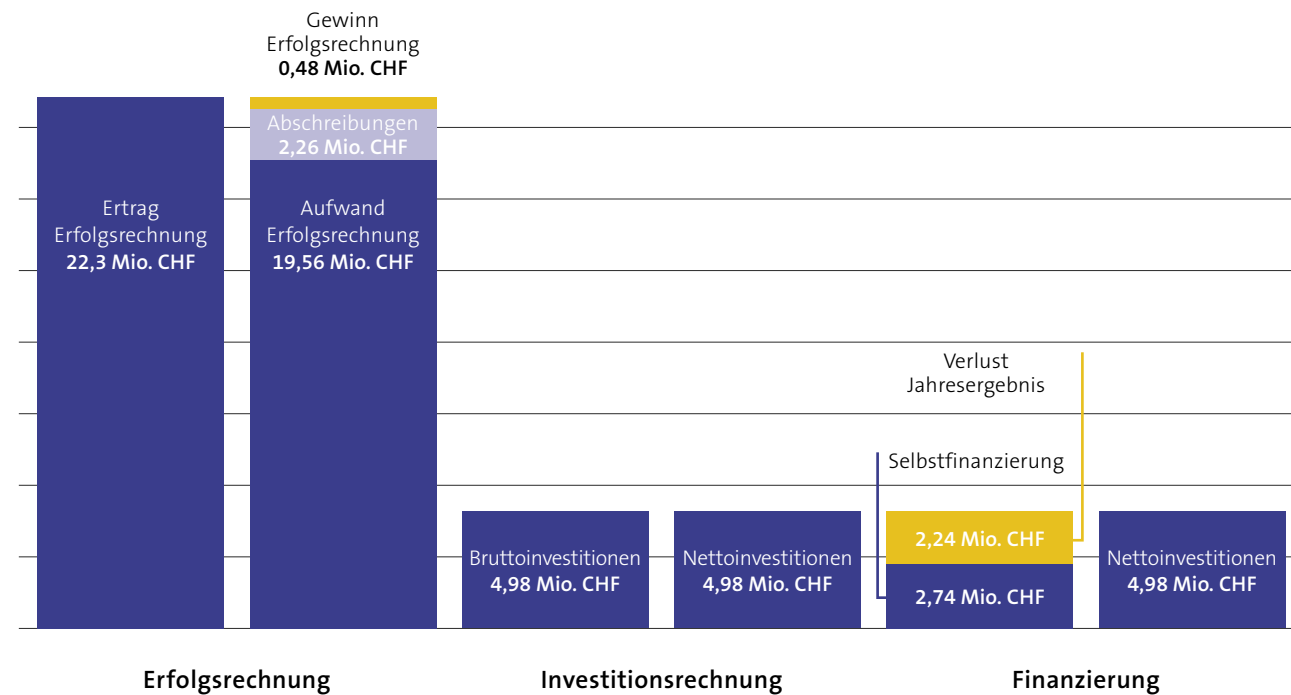 Gewinn
Erfolgsrechnung
0,48 Mio. CHF
Abschreibungen
2,26 Mio. CHF
Ertrag
Erfolgsrechnung
22,3 Mio. CHF
Aufwand
Erfolgsrechnung
19,56 Mio. CHF
Verlust
Jahresergebnis
Selbstfinanzierung
Bruttoinvestitionen
4,98 Mio. CHF
Nettoinvestitionen
4,98 Mio. CHF
2,24 Mio. CHF
2,74 Mio. CHF
Nettoinvestitionen
4,98 Mio. CHF
Erfolgsrechnung
Investitionsrechnung
Finanzierung